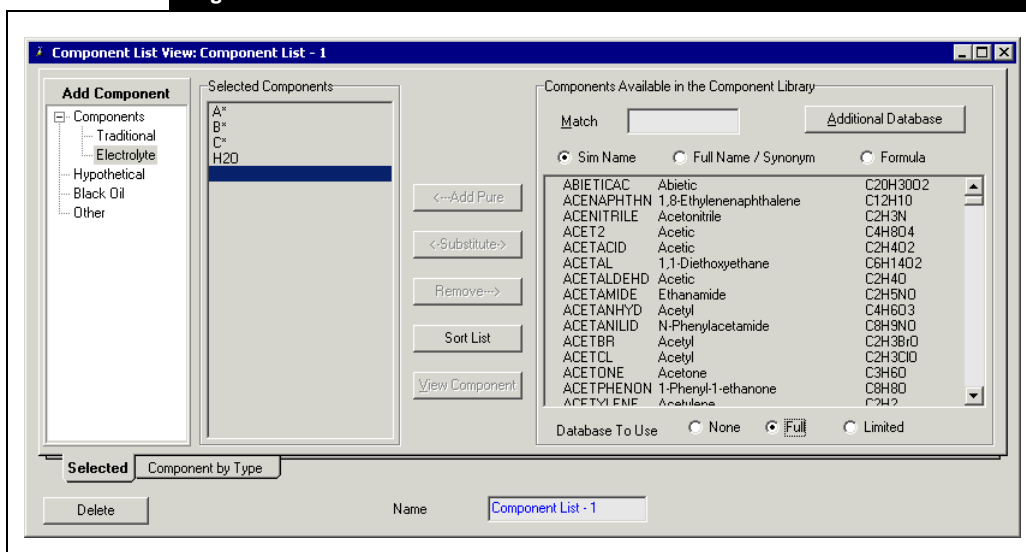 Component List View: Component List - 1
Add Component
Components
Traditional
Electrolyte
Hypothetical
Black Oil
Other
Selected Components
A*
B*
C*
H2O
<---Add Pure
<-Substitute->
Remove--->
Sort List
View Component
Components Available in the Component Library
Match
Additional Database
Sim Name Full Name / Synonym Formula
ABIETICAC Abietic C20H30O2
ACENAPHTHN 1,8-Ethylenenaphthalene C12H10
ACENITRILE Acetonitrile C2H3N
ACET2 Acetic C4H8O4
ACETACID Acetic C2H4O2
ACETAL 1,1-Diethoxyethane C6H14O2
ACETALDEHD Acetic C2H4O
ACETAMIDE Ethanamide C2H5NO
ACETANHYD Acetyl C4H6O3
ACETANILID N-Phenylacetamide C8H9NO
ACETBR Acetyl C2H3BrO
ACETCL Acetyl C2H3ClO
ACETONE Acetone C3H6O
ACETPHENON 1-Phenyl-1-ethanone C8H8O
ACETYLENE Acetylene C2H2
Database To Use None Full Limited
Selected Component by Type
Delete
Name Component List - 1